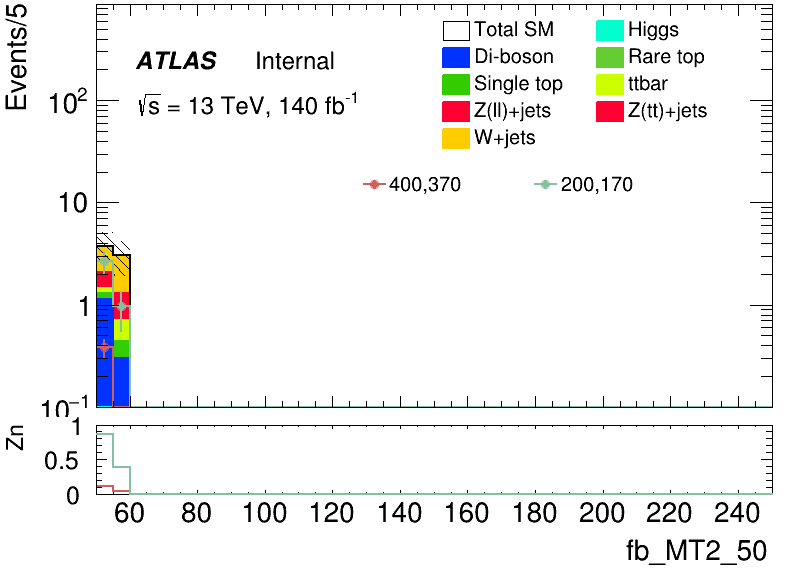 Events/5
ATLAS Internal
√s = 13 TeV, 140 fb-1
Total SM
Higgs
Di-boson
Rare top
Single top
ttbar
Z(ll)+jets
Z(tt)+jets
W+jets
400,370
200,170
10²
10
1
10−1
Zn
1
0.5
0
60 80 100 120 140 160 180 200 220 240
fb_MT2_50